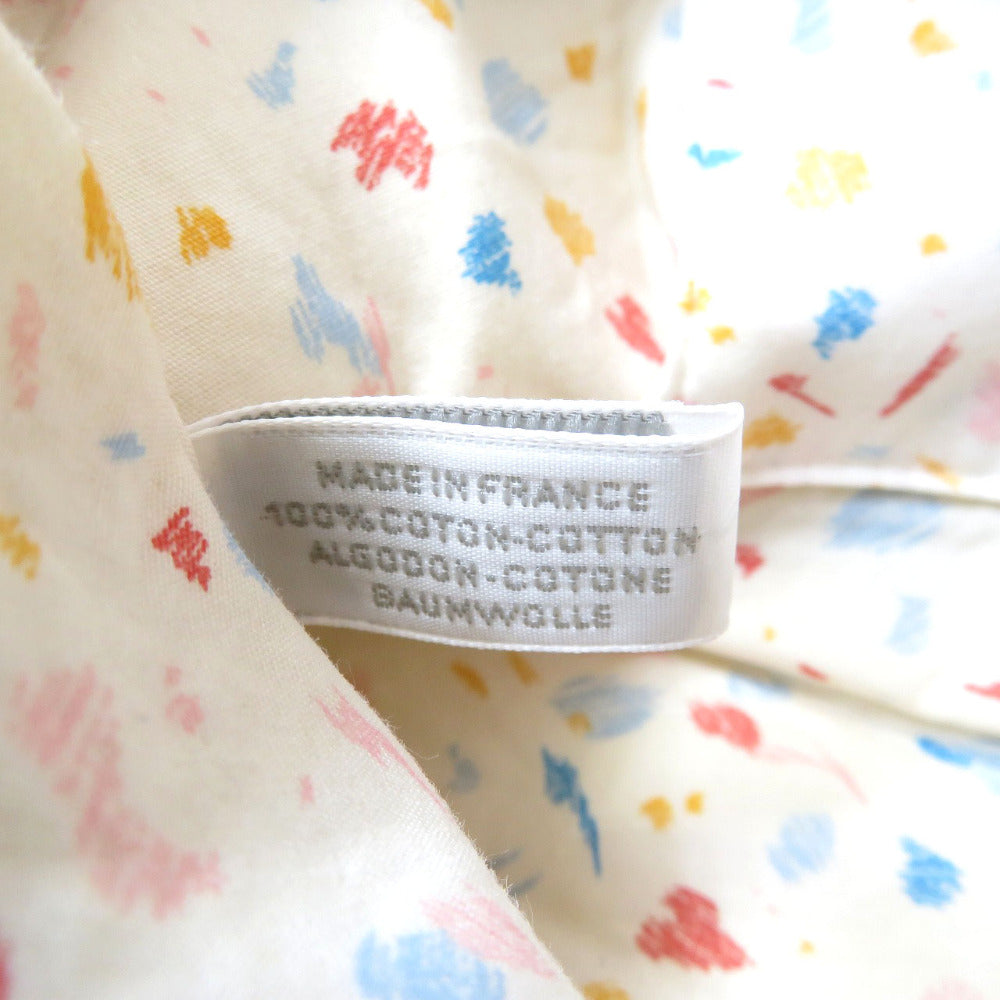 MADE IN FRANCE
100% COTON-COTTON
ALGODON-COTONE
BAUMWOLLE